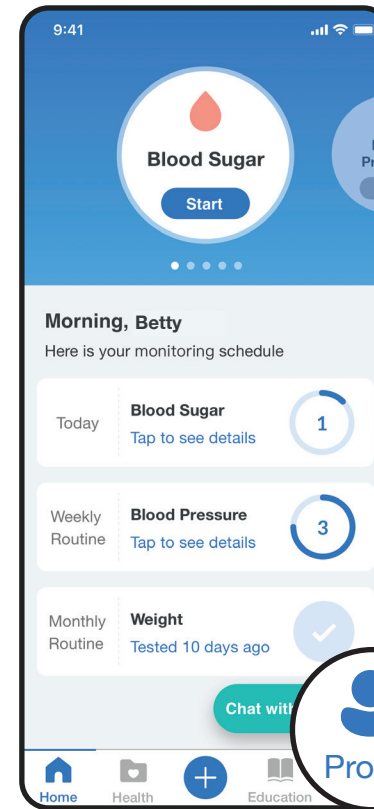 9:41
Blood Sugar
Start
Morning, Betty
Here is your monitoring schedule
Today
Blood Sugar
Tap to see details
1
Weekly
Routine
Blood Pressure
Tap to see details
3
Monthly
Routine
Weight
Tested 10 days ago
Chat with
Home
Health
Education